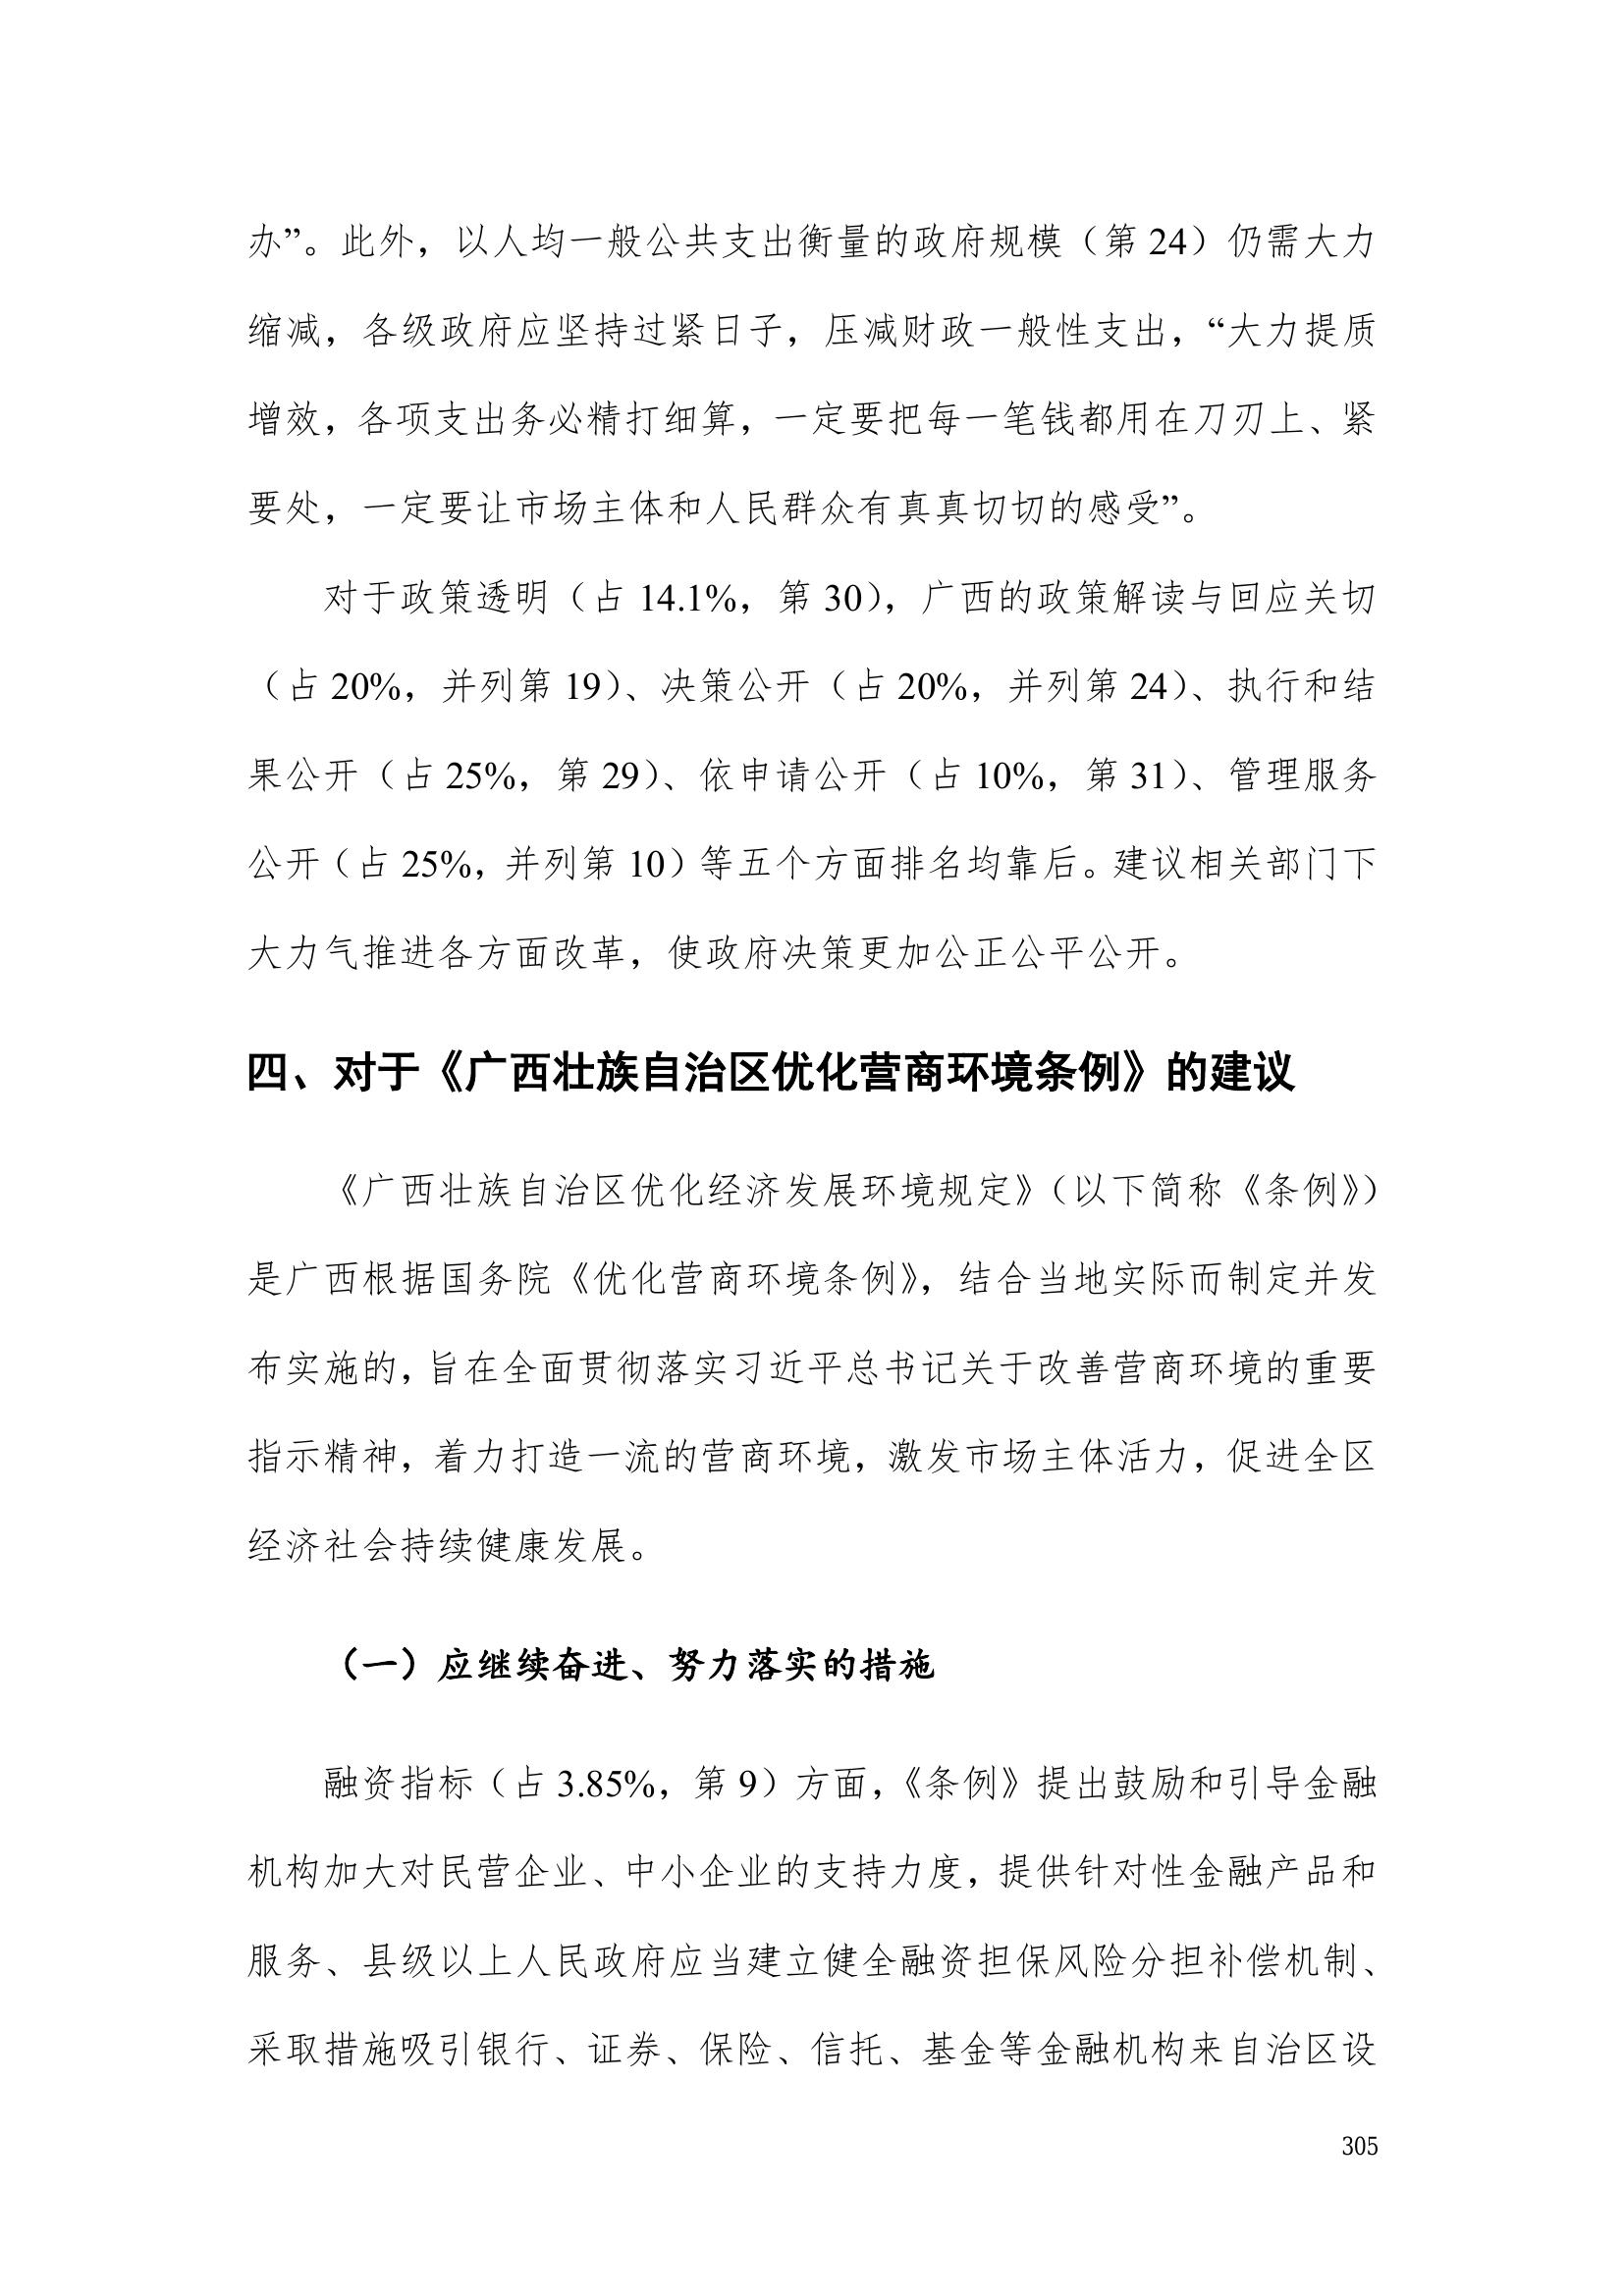 办”。此外，以人均一般公共支出衡量的政府规模（第 24）仍需大力
缩减，各级政府应坚持过紧日子，压减财政一般性支出，“大力提质
增效，各项支出务必精打细算，一定要把每一笔钱都用在刀刃上、紧
要处，一定要让市场主体和人民群众有真真切切的感受”。
对于政策透明（占 14.1%，第 30），广西的政策解读与回应关切
（占 20%，并列第 19）、决策公开（占 20%，并列第 24）、执行和结
果公开（占 25%，第 29）、依申请公开（占 10%，第 31）、管理服务
公开（占 25%，并列第 10）等五个方面排名均靠后。建议相关部门下
大力气推进各方面改革，使政府决策更加公正公平公开。
四、对于《广西壮族自治区优化营商环境条例》的建议
《广西壮族自治区优化经济发展环境规定》（以下简称《条例》）
是广西根据国务院《优化营商环境条例》，结合当地实际而制定并发
布实施的，旨在全面贯彻落实习近平总书记关于改善营商环境的重要
指示精神，着力打造一流的营商环境，激发市场主体活力，促进全区
经济社会持续健康发展。
（一）应继续奋进、努力落实的措施
融资指标（占 3.85%，第 9）方面，《条例》提出鼓励和引导金融
机构加大对民营企业、中小企业的支持力度，提供针对性金融产品和
服务、县级以上人民政府应当建立健全融资担保风险分担补偿机制、
采取措施吸引银行、证券、保险、信托、基金等金融机构来自治区设
305